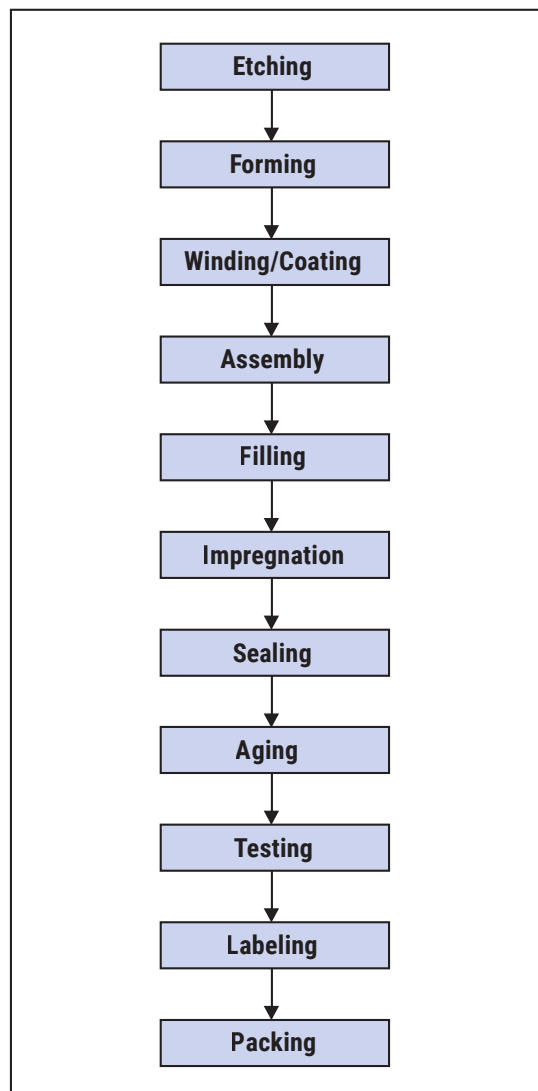 Etching
Forming
Winding/Coating
Assembly
Filling
Impregnation
Sealing
Aging
Testing
Labeling
Packing